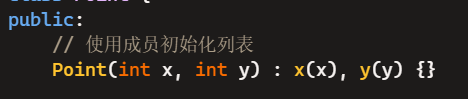 public:
// 使用成员初始化列表
Point(int x, int y) : x(x), y(y) {}